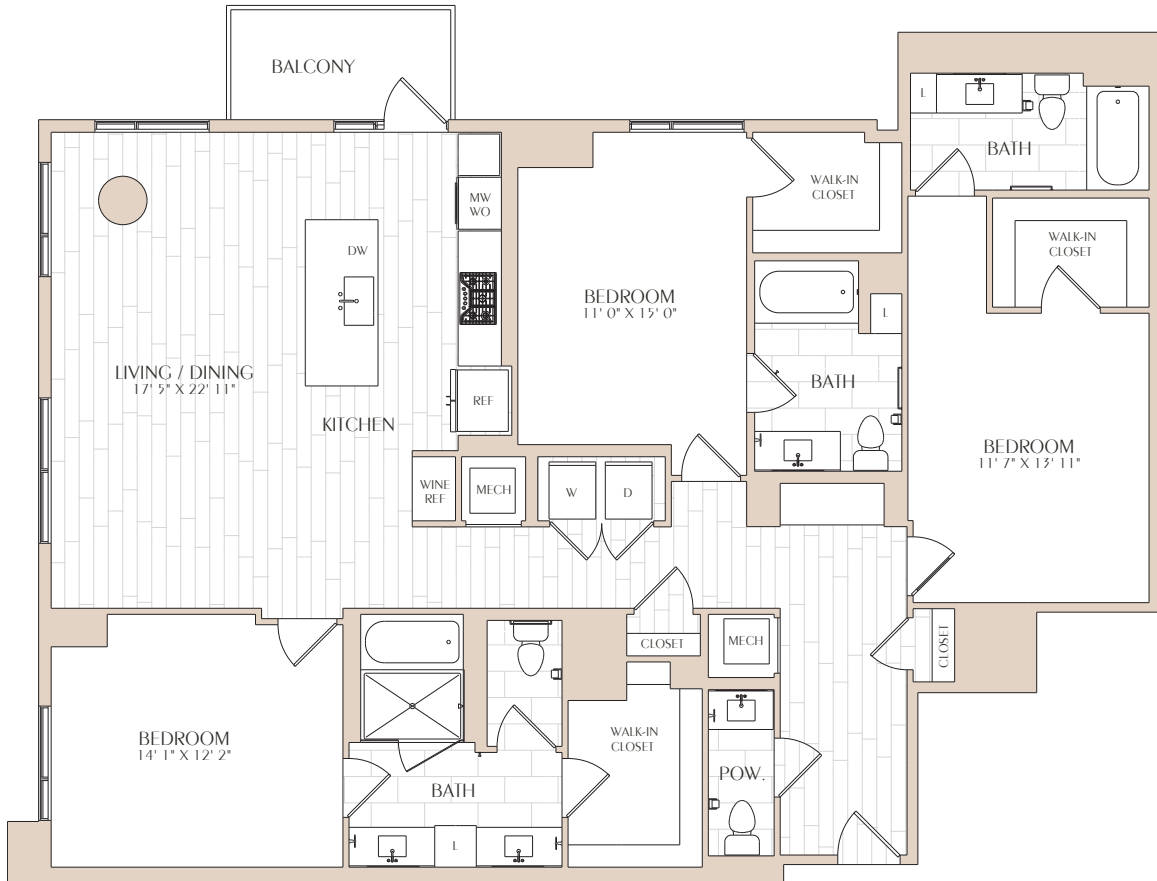 BALCONY
L
BATH
MW
WO
WALK-IN
CLOSET
DW
WALK-IN
CLOSET
BEDROOM
11' 0" X 15' 0"
L
LIVING / DINING
17' 5" X 22' 11"
BATH
REF
KITCHEN
BEDROOM
11' 7" X 13' 11"
WINE
REF
MECH
W
D
CLOSET
MECH
CLOSET
BEDROOM
14' 1" X 12' 2"
WALK-IN
CLOSET
POW.
BATH
L